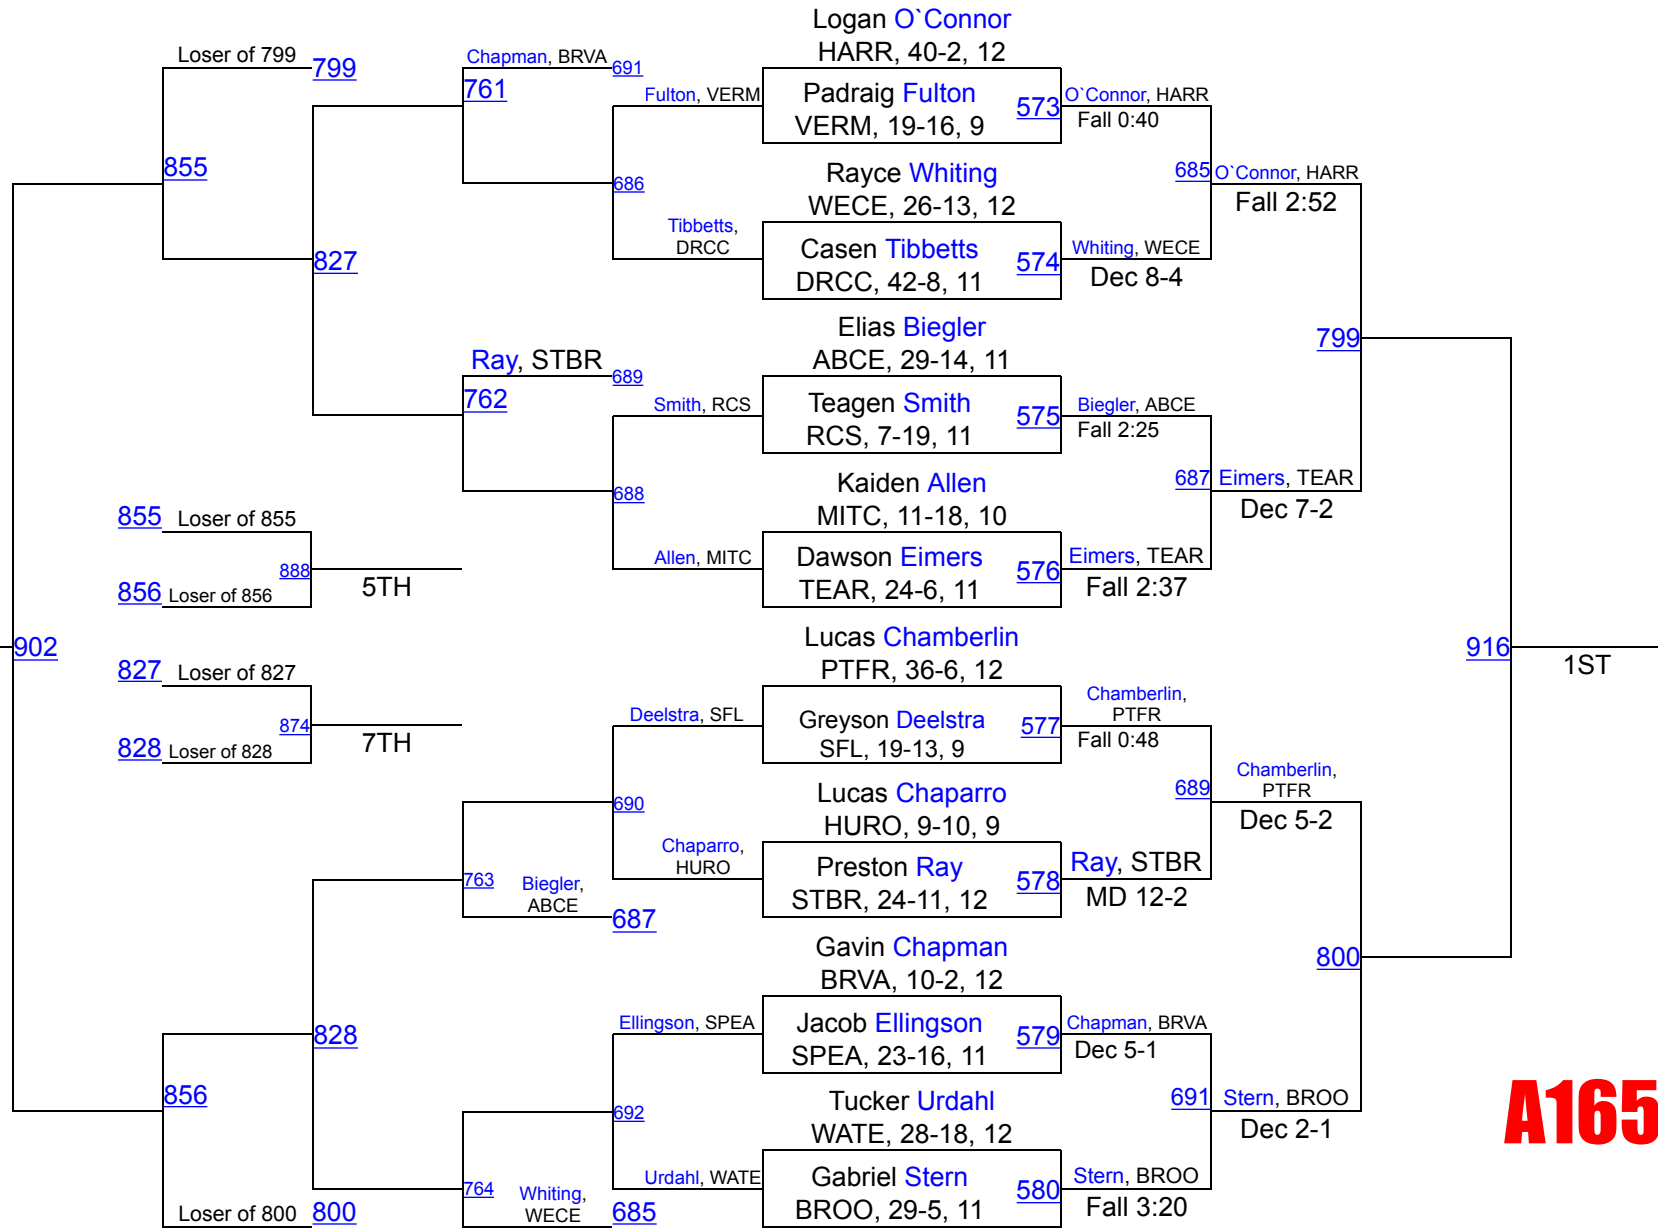 Logan O`Connor
HARR, 40-2, 12
Loser of 799
799
Chapman, BRVA
691
761
Fulton, VERM
Padraig Fulton
VERM, 19-16, 9
573
O`Connor, HARR
Fall 0:40
855
686
Rayce Whiting
WECE, 26-13, 12
685
O`Connor, HARR
Fall 2:52
Tibbetts,
DRCC
827
Casen Tibbetts
DRCC, 42-8, 11
574
Whiting, WECE
Dec 8-4
Elias Biegler
ABCE, 29-14, 11
799
Ray, STBR
689
762
Smith, RCS
Teagen Smith
RCS, 7-19, 11
575
Biegler, ABCE
Fall 2:25
688
Kaiden Allen
MITC, 11-18, 10
687
Eimers, TEAR
Dec 7-2
855
Loser of 855
Allen, MITC
Dawson Eimers
TEAR, 24-6, 11
576
Eimers, TEAR
Fall 2:37
888
5TH
856
Loser of 856
902
Lucas Chamberlin
PTFR, 36-6, 12
916
1ST
827
Loser of 827
Deelstra, SFL
Greyson Deelstra
SFL, 19-13, 9
577
Chamberlin,
PTFR
Fall 0:48
874
7TH
828
Loser of 828
690
Lucas Chaparro
HURO, 9-10, 9
689
Chamberlin,
PTFR
Dec 5-2
Chaparro,
HURO
763
Biegler,
ABCE
687
Preston Ray
STBR, 24-11, 12
578
Ray, STBR
MD 12-2
Gavin Chapman
BRVA, 10-2, 12
800
828
Ellingson, SPEA
Jacob Ellingson
SPEA, 23-16, 11
579
Chapman, BRVA
Dec 5-1
856
692
Tucker Urdahl
WATE, 28-18, 12
691
Stern, BROO
Dec 2-1
A165
Urdahl, WATE
764
Whiting,
WECE
685
Gabriel Stern
BROO, 29-5, 11
580
Stern, BROO
Fall 3:20
Loser of 800
800